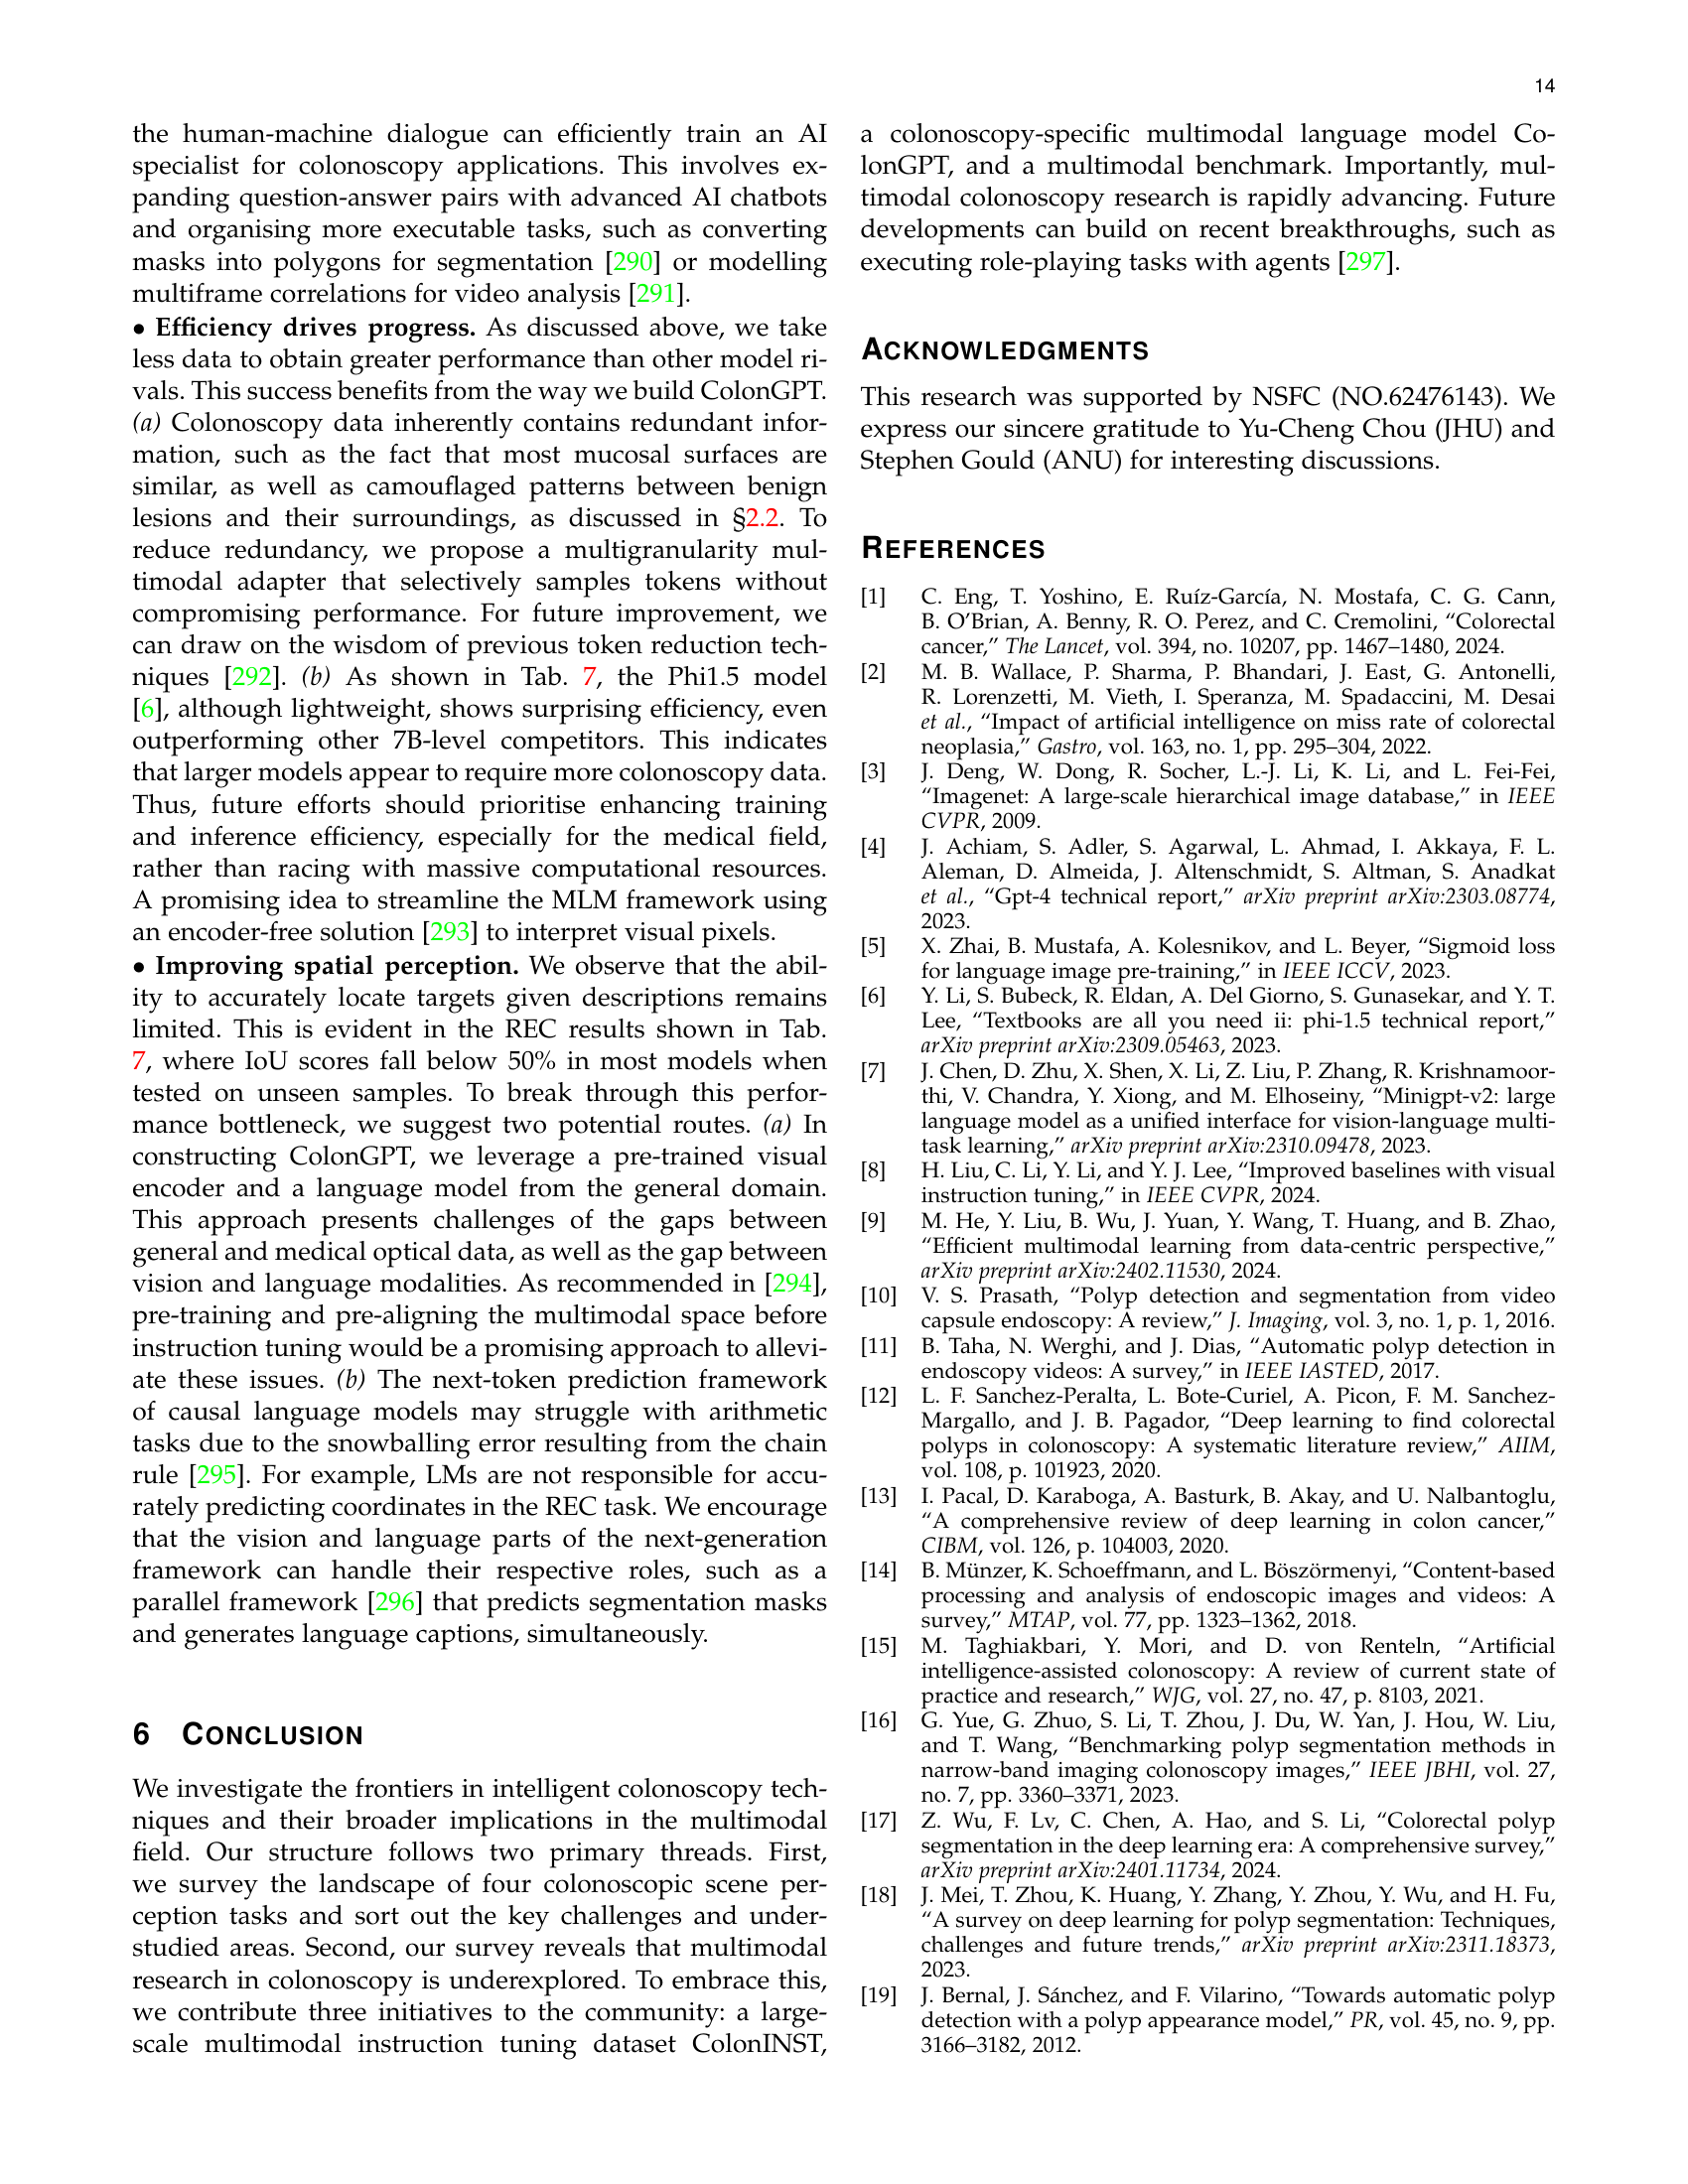 14
the human-machine dialogue can efficiently train an AI
specialist for colonoscopy applications. This involves ex-
panding question-answer pairs with advanced AI chatbots
and organising more executable tasks, such as converting
masks into polygons for segmentation [290] or modelling
multiframe correlations for video analysis [291].
• Efficiency drives progress. As discussed above, we take
less data to obtain greater performance than other model ri-
vals. This success benefits from the way we build ColonGPT.
(a) Colonoscopy data inherently contains redundant infor-
mation, such as the fact that most mucosal surfaces are
similar, as well as camouflaged patterns between benign
lesions and their surroundings, as discussed in §2.2. To
reduce redundancy, we propose a multigranularity mul-
timodal adapter that selectively samples tokens without
compromising performance. For future improvement, we
can draw on the wisdom of previous token reduction tech-
niques [292]. (b) As shown in Tab. 7, the Phi1.5 model
[6], although lightweight, shows surprising efficiency, even
outperforming other 7B-level competitors. This indicates
that larger models appear to require more colonoscopy data.
Thus, future efforts should prioritise enhancing training
and inference efficiency, especially for the medical field,
rather than racing with massive computational resources.
A promising idea to streamline the MLM framework using
an encoder-free solution [293] to interpret visual pixels.
• Improving spatial perception. We observe that the abil-
ity to accurately locate targets given descriptions remains
limited. This is evident in the REC results shown in Tab.
7, where IoU scores fall below 50% in most models when
tested on unseen samples. To break through this perfor-
mance bottleneck, we suggest two potential routes. (a) In
constructing ColonGPT, we leverage a pre-trained visual
encoder and a language model from the general domain.
This approach presents challenges of the gaps between
general and medical optical data, as well as the gap between
vision and language modalities. As recommended in [294],
pre-training and pre-aligning the multimodal space before
instruction tuning would be a promising approach to allevi-
ate these issues. (b) The next-token prediction framework
of causal language models may struggle with arithmetic
tasks due to the snowballing error resulting from the chain
rule [295]. For example, LMs are not responsible for accu-
rately predicting coordinates in the REC task. We encourage
that the vision and language parts of the next-generation
framework can handle their respective roles, such as a
parallel framework [296] that predicts segmentation masks
and generates language captions, simultaneously.
6 CONCLUSION
We investigate the frontiers in intelligent colonoscopy tech-
niques and their broader implications in the multimodal
field. Our structure follows two primary threads. First,
we survey the landscape of four colonoscopic scene per-
ception tasks and sort out the key challenges and under-
studied areas. Second, our survey reveals that multimodal
research in colonoscopy is underexplored. To embrace this,
we contribute three initiatives to the community: a large-
scale multimodal instruction tuning dataset ColonINST,
a colonoscopy-specific multimodal language model Co-
lonGPT, and a multimodal benchmark. Importantly, mul-
timodal colonoscopy research is rapidly advancing. Future
developments can build on recent breakthroughs, such as
executing role-playing tasks with agents [297].
ACKNOWLEDGMENTS
This research was supported by NSFC (NO.62476143). We
express our sincere gratitude to Yu-Cheng Chou (JHU) and
Stephen Gould (ANU) for interesting discussions.
REFERENCES
[1] C. Eng, T. Yoshino, E. Ruíz-García, N. Mostafa, C. G. Cann,
B. O'Brian, A. Benny, R. O. Perez, and C. Cremolini, “Colorectal
cancer,” The Lancet, vol. 394, no. 10207, pp. 1467–1480, 2024.
[2] M. B. Wallace, P. Sharma, P. Bhandari, J. East, G. Antonelli,
R. Lorenzetti, M. Vieth, I. Speranza, M. Spadaccini, M. Desai
et al., “Impact of artificial intelligence on miss rate of colorectal
neoplasia,” Gastro, vol. 163, no. 1, pp. 295–304, 2022.
[3] J. Deng, W. Dong, R. Socher, L.-J. Li, K. Li, and L. Fei-Fei,
“Imagenet: A large-scale hierarchical image database,” in IEEE
CVPR, 2009.
[4] J. Achiam, S. Adler, S. Agarwal, L. Ahmad, I. Akkaya, F. L.
Aleman, D. Almeida, J. Altenschmidt, S. Altman, S. Anadkat
et al., “Gpt-4 technical report,” arXiv preprint arXiv:2303.08774,
2023.
[5] X. Zhai, B. Mustafa, A. Kolesnikov, and L. Beyer, “Sigmoid loss
for language image pre-training,” in IEEE ICCV, 2023.
[6] Y. Li, S. Bubeck, R. Eldan, A. Del Giorno, S. Gunasekar, and Y. T.
Lee, “Textbooks are all you need ii: phi-1.5 technical report,”
arXiv preprint arXiv:2309.05463, 2023.
[7] J. Chen, D. Zhu, X. Shen, X. Li, Z. Liu, P. Zhang, R. Krishnamoor-
thi, V. Chandra, Y. Xiong, and M. Elhoseiny, “Minigpt-v2: large
language model as a unified interface for vision-language multi-
task learning,” arXiv preprint arXiv:2310.09478, 2023.
[8] H. Liu, C. Li, Y. Li, and Y. J. Lee, “Improved baselines with visual
instruction tuning,” in IEEE CVPR, 2024.
[9] M. He, Y. Liu, B. Wu, J. Yuan, Y. Wang, T. Huang, and B. Zhao,
“Efficient multimodal learning from data-centric perspective,”
arXiv preprint arXiv:2402.11530, 2024.
[10] V. S. Prasath, “Polyp detection and segmentation from video
capsule endoscopy: A review,” J. Imaging, vol. 3, no. 1, p. 1, 2016.
[11] B. Taha, N. Werghi, and J. Dias, “Automatic polyp detection in
endoscopy videos: A survey,” in IEEE IASTED, 2017.
[12] L. F. Sanchez-Peralta, L. Bote-Curiel, A. Picon, F. M. Sanchez-
Margallo, and J. B. Pagador, “Deep learning to find colorectal
polyps in colonoscopy: A systematic literature review,” AIIM,
vol. 108, p. 101923, 2020.
[13] I. Pacal, D. Karaboga, A. Basturk, B. Akay, and U. Nalbantoglu,
“A comprehensive review of deep learning in colon cancer,”
CIBM, vol. 126, p. 104003, 2020.
[14] B. Münzer, K. Schoeffmann, and L. Böszörmenyi, “Content-based
processing and analysis of endoscopic images and videos: A
survey,” MTAP, vol. 77, pp. 1323–1362, 2018.
[15] M. Taghiakbari, Y. Mori, and D. von Renteln, “Artificial
intelligence-assisted colonoscopy: A review of current state of
practice and research,” WJG, vol. 27, no. 47, p. 8103, 2021.
[16] G. Yue, G. Zhuo, S. Li, T. Zhou, J. Du, W. Yan, J. Hou, W. Liu,
and T. Wang, “Benchmarking polyp segmentation methods in
narrow-band imaging colonoscopy images,” IEEE JBHI, vol. 27,
no. 7, pp. 3360–3371, 2023.
[17] Z. Wu, F. Lv, C. Chen, A. Hao, and S. Li, “Colorectal polyp
segmentation in the deep learning era: A comprehensive survey,”
arXiv preprint arXiv:2401.11734, 2024.
[18] J. Mei, T. Zhou, K. Huang, Y. Zhang, Y. Zhou, Y. Wu, and H. Fu,
“A survey on deep learning for polyp segmentation: Techniques,
challenges and future trends,” arXiv preprint arXiv:2311.18373,
2023.
[19] J. Bernal, J. Sánchez, and F. Vilarino, “Towards automatic polyp
detection with a polyp appearance model,” PR, vol. 45, no. 9, pp.
3166–3182, 2012.